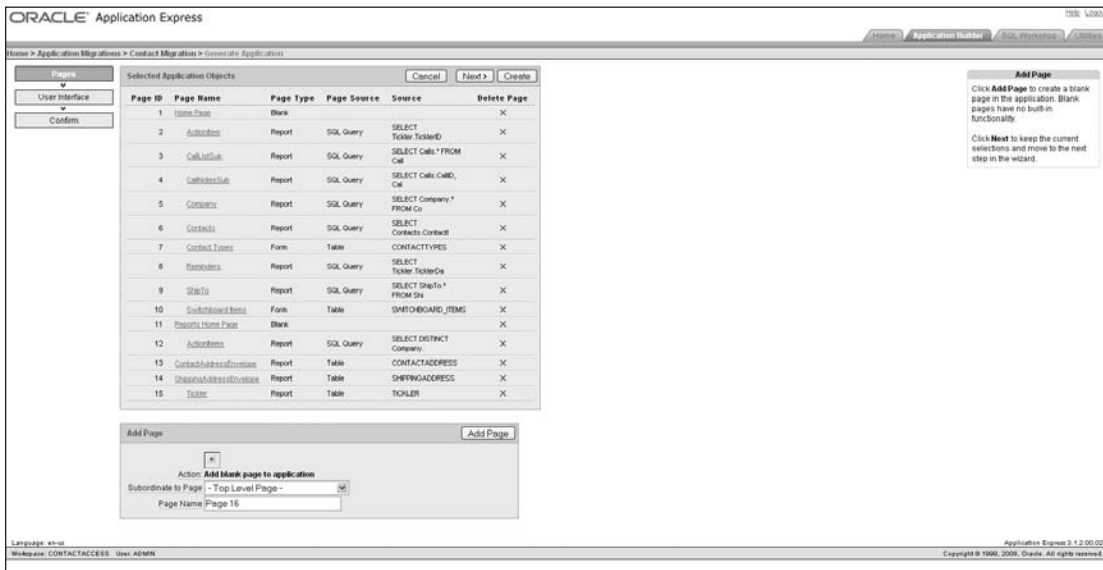 ORACLE Application Express
Help Logout
Home Application Builder SQL Workshop Utilities
Home > Application Migrations > Contact Migration > Generate Application
Pages
User Interface
Confirm
Selected Application Objects Cancel Next > Create
Page ID Page Name Page Type Page Source Source Delete Page
1 Home Page Blank
2 ActionItem Report SQL Query SELECT Tickler.TicklerID
3 CallListSub Report SQL Query SELECT Calls.* FROM Call
4 CallNotesSub Report SQL Query SELECT Calls.CallID, Cal
5 Company Report SQL Query SELECT Company.* FROM Co
6 Contacts Report SQL Query SELECT Contacts.ContactI
7 Contact Types Form Table CONTACTTYPES
8 Reminders Report SQL Query SELECT Tickler.TicklerDa
9 ShipTo Report SQL Query SELECT ShipTo.* FROM Shi
10 Switchboard Items Form Table SWITCHBOARD_ITEMS
11 Reports Home Page Blank
12 ActionItems Report SQL Query SELECT DISTINCT Company.
13 ContactAddressEnvelope Report Table CONTACTADDRESS
14 ShippingAddressEnvelope Report Table SHIPPINGADDRESS
15 Tickler Report Table TICKLER
Add Page Add Page
Action: Add blank page to application
Subordinate to Page - Top Level Page -
Page Name Page 16
Add Page
Click Add Page to create a blank
page in the application. Blank
pages have no built-in
functionality.
Click Next to keep the current
selections and move to the next
step in the wizard.
Language: en-us
Workspace: CONTACTACCESS User: ADMIN
Application Express 3.1.2.00.02
Copyright © 1999, 2008, Oracle. All rights reserved.